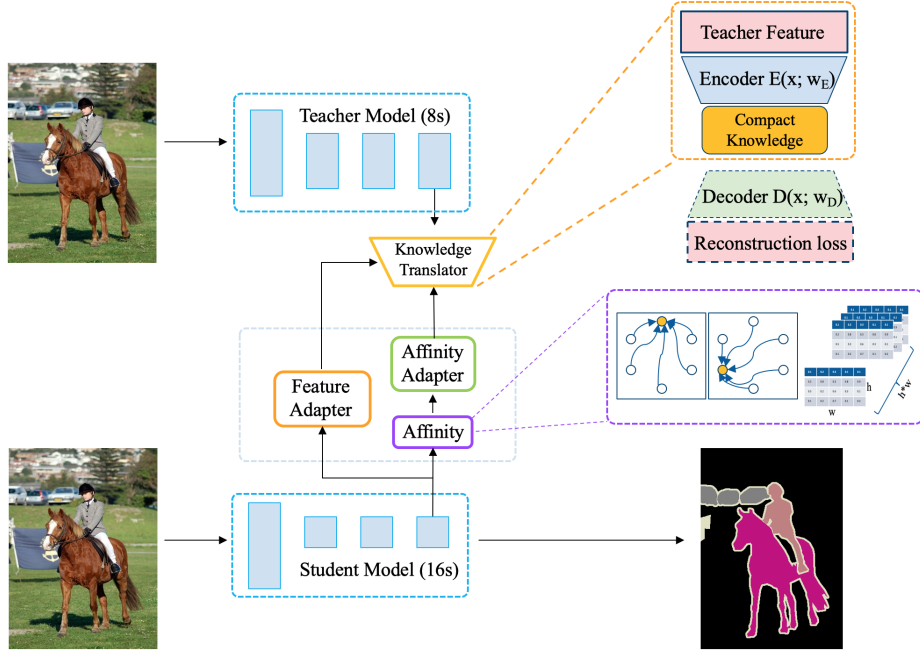 Teacher Feature
Encoder E(x; wE)
Compact
Knowledge
Decoder D(x; wD)
Reconstruction loss
Teacher Model (8s)
Knowledge
Translator
Affinity
Adapter
Feature
Adapter
Affinity
h
w
h*w
Student Model (16s)